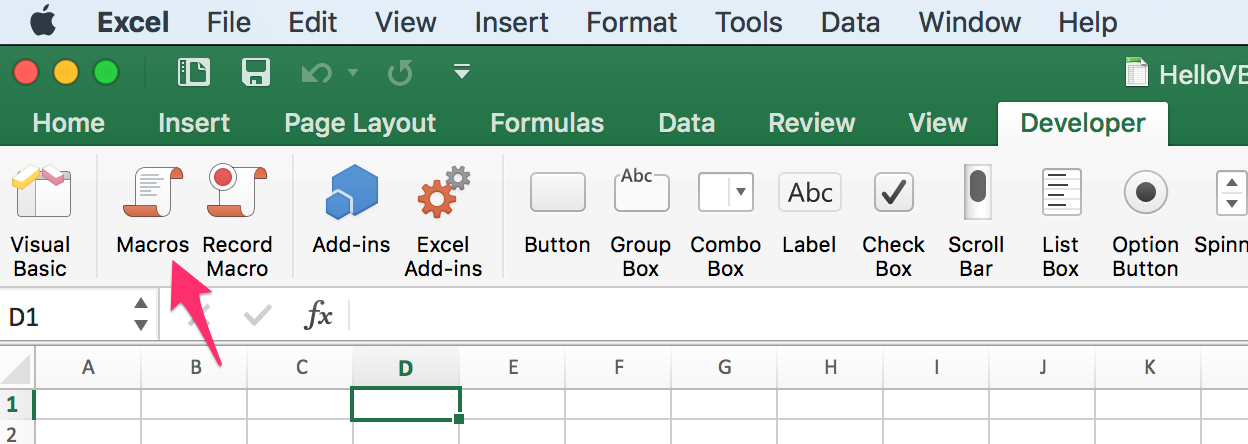 Excel File Edit View Insert Format Tools Data Window Help
HelloVB
Home Insert Page Layout Formulas Data Review View Developer
Abc
Abc
Visual Basic
Macros
Record Macro
Add-ins
Excel Add-ins
Button
Group Box
Combo Box
Label
Check Box
Scroll Bar
List Box
Option Button
Spinn
D1 fx
A B C D E F G H I J K
1
2